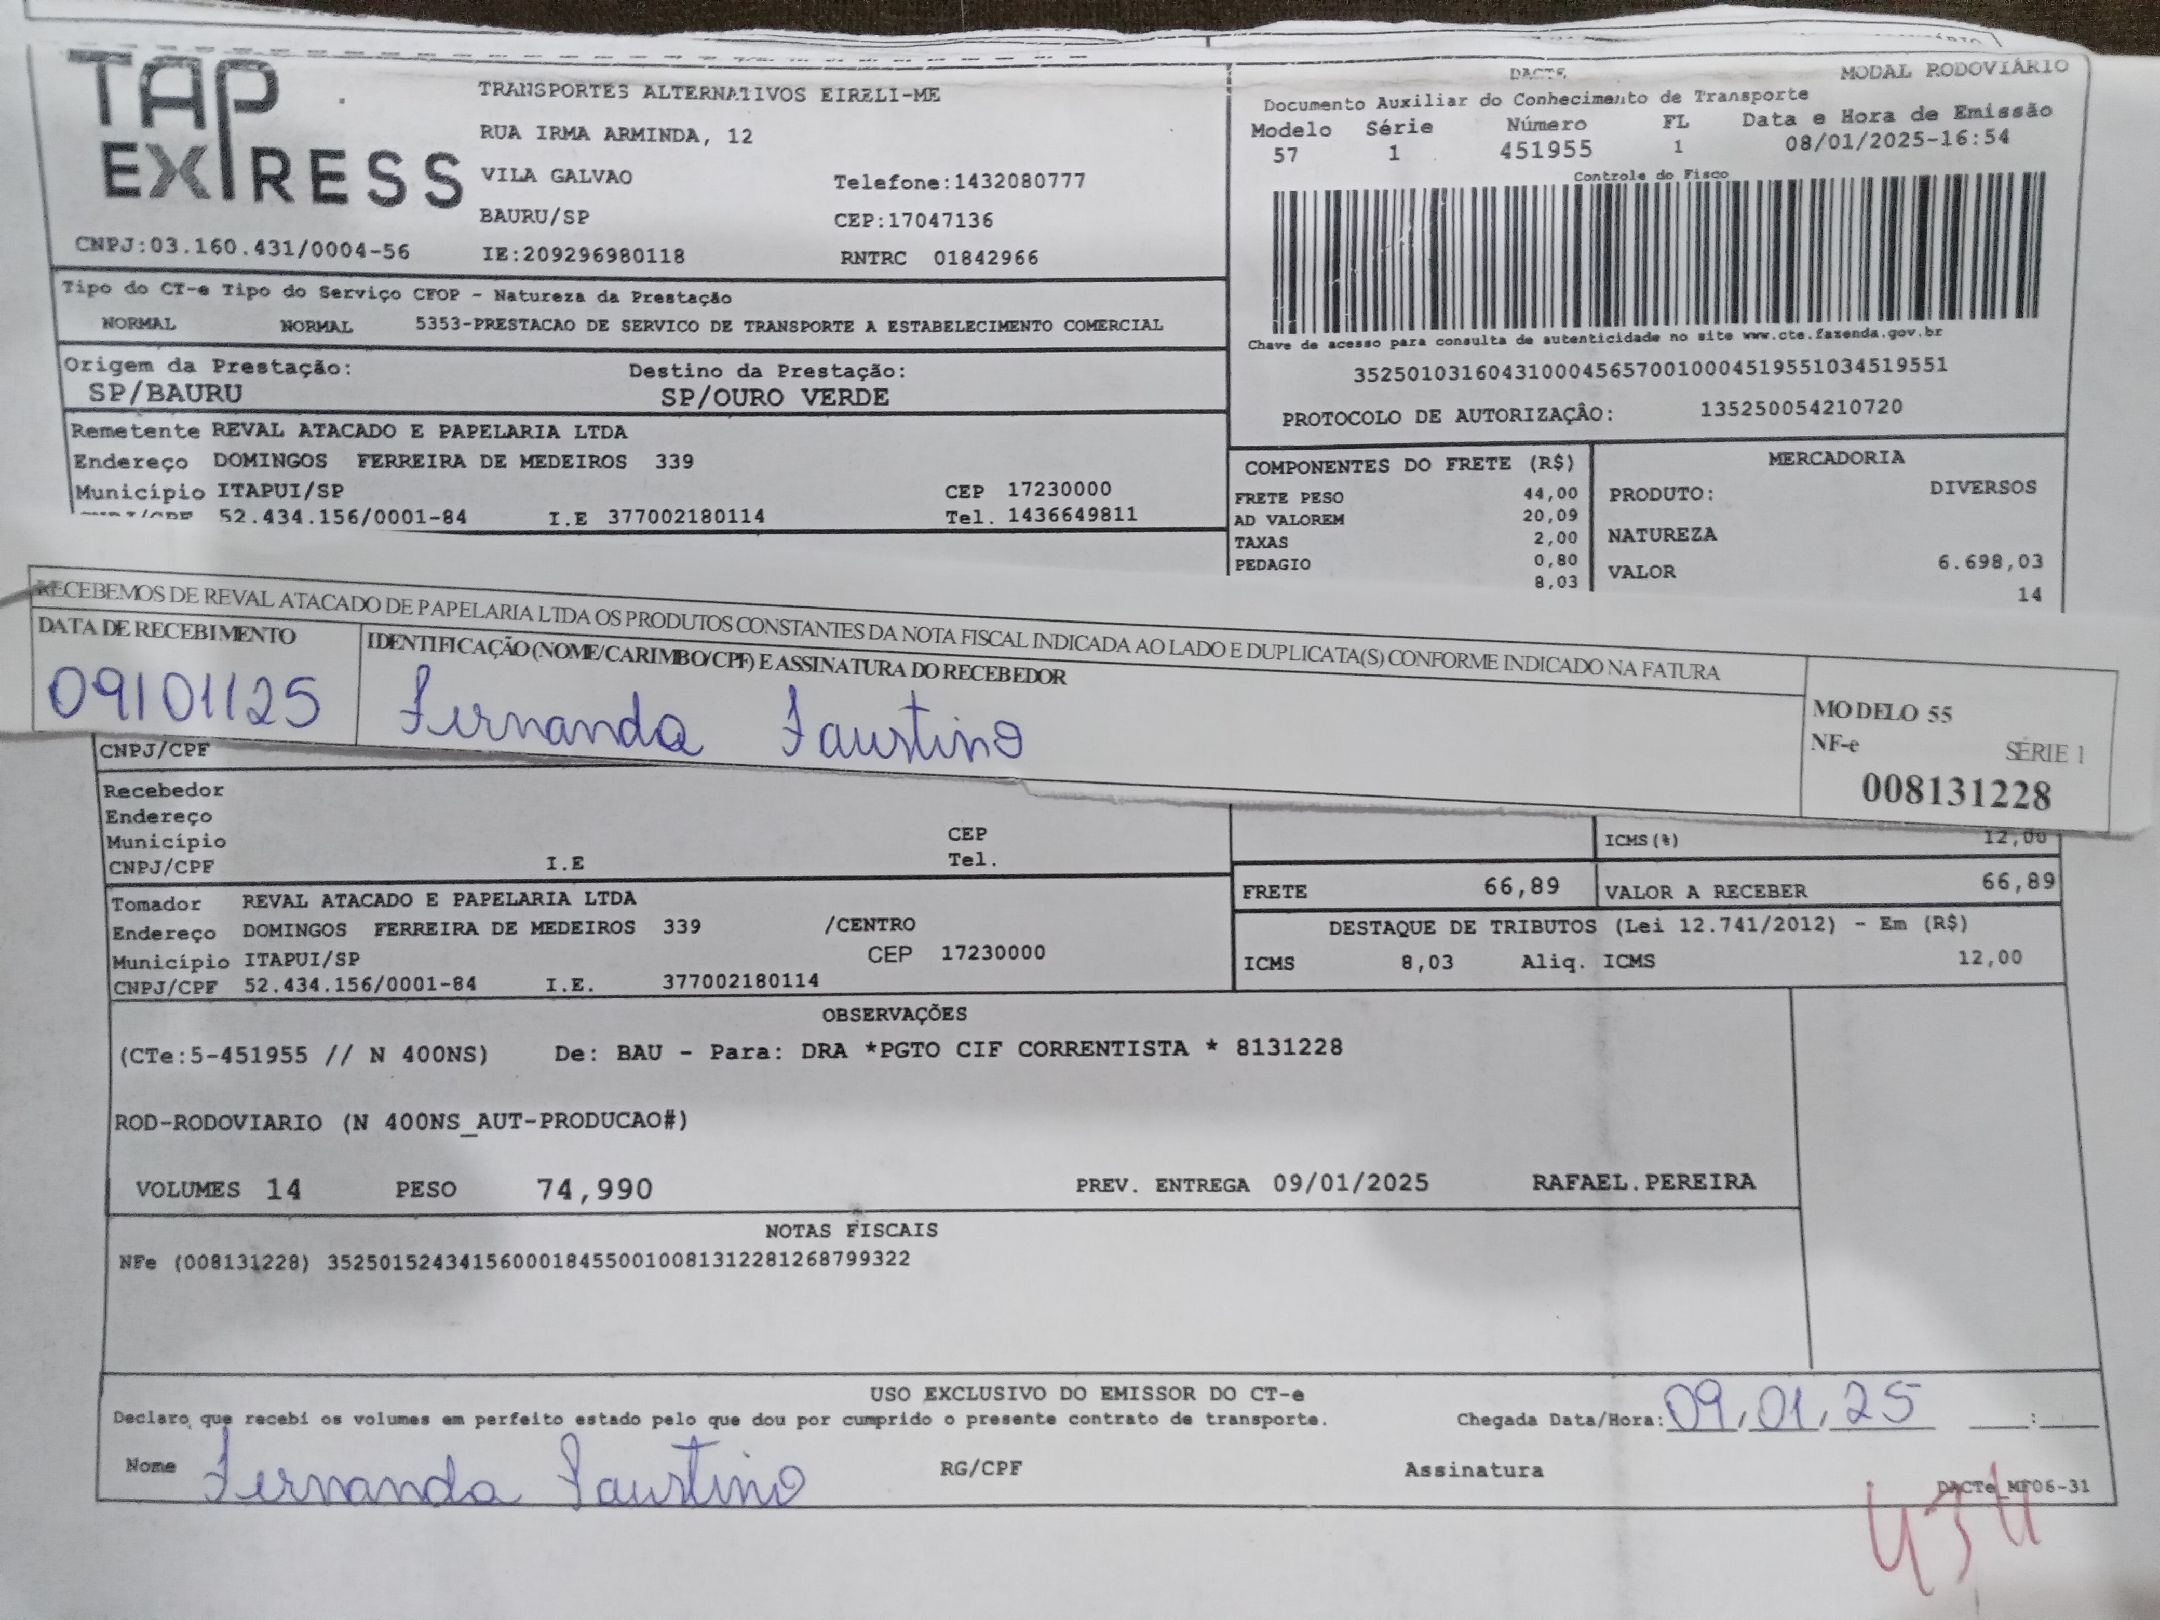 TAP EXPRESS
TRANSPORTES ALTERNATIVOS EIRELI-ME
RUA IRMA ARMINDA, 12
VILA GALVAO Telefone:1432080777
BAURU/SP CEP:17047136
CNPJ:03.160.431/0004-56 IE:209296980118 RNTRC 01842966
DACTE MODAL RODOVIÁRIO
Documento Auxiliar do Conhecimento de Transporte
Modelo Série Número FL Data e Hora de Emissão
57 1 451955 1 08/01/2025-16:54
Controle do Fisco
Chave de acesso para consulta de autenticidade no site www.cte.fazenda.gov.br
35250103160431000456570010004519551034519551
PROTOCOLO DE AUTORIZAÇÃO: 135250054210720
Tipo do CT-e Tipo do Serviço CFOP - Natureza da Prestação
NORMAL NORMAL 5353-PRESTACAO DE SERVICO DE TRANSPORTE A ESTABELECIMENTO COMERCIAL
Origem da Prestação: Destino da Prestação:
SP/BAURU SP/OURO VERDE
Remetente REVAL ATACADO E PAPELARIA LTDA
Endereço DOMINGOS FERREIRA DE MEDEIROS 339
Município ITAPUI/SP CEP 17230000
CNPJ/CPF 52.434.156/0001-84 I.E 377002180114 Tel. 1436649811
COMPONENTES DO FRETE (R$)
FRETE PESO 44,00
AD VALOREM 20,09
TAXAS 2,00
PEDAGIO 0,80
8,03
MERCADORIA
PRODUTO: DIVERSOS
NATUREZA
VALOR 6.698,03
14
RECEBEMOS DE REVAL ATACADO DE PAPELARIA LTDA OS PRODUTOS CONSTANTES DA NOTA FISCAL INDICADA AO LADO E DUPLICATA(S) CONFORME INDICADO NA FATURA
DATA DE RECEBIMENTO IDENTIFICAÇÃO (NOME/CARIMBO/CPF) E ASSINATURA DO RECEBEDOR
09/01/25 Fernanda Faustino
MODELO 55
NF-e SÉRIE 1
008131228
CNPJ/CPF
Recebedor
Endereço
Município CEP
CNPJ/CPF I.E Tel.
ICMS(%) 12,00
FRETE 66,89 VALOR A RECEBER 66,89
Tomador REVAL ATACADO E PAPELARIA LTDA
Endereço DOMINGOS FERREIRA DE MEDEIROS 339 /CENTRO
Município ITAPUI/SP CEP 17230000
CNPJ/CPF 52.434.156/0001-84 I.E. 377002180114
DESTAQUE DE TRIBUTOS (Lei 12.741/2012) - Em (R$)
ICMS 8,03 Aliq. ICMS 12,00
OBSERVAÇÕES
(CTe:5-451955 // N 400NS) De: BAU - Para: DRA *PGTO CIF CORRENTISTA * 8131228
ROD-RODOVIARIO (N 400NS_AUT-PRODUCAO#)
VOLUMES 14 PESO 74,990 PREV. ENTREGA 09/01/2025 RAFAEL.PEREIRA
NOTAS FISCAIS
NFe (008131228) 35250152434156000184550010081312281268799322
USO EXCLUSIVO DO EMISSOR DO CT-e
Declaro que recebi os volumes em perfeito estado pelo que dou por cumprido o presente contrato de transporte. Chegada Data/Hora: 09/01/25 :
Nome Fernanda Faustino RG/CPF Assinatura
DACTe_MF06-31